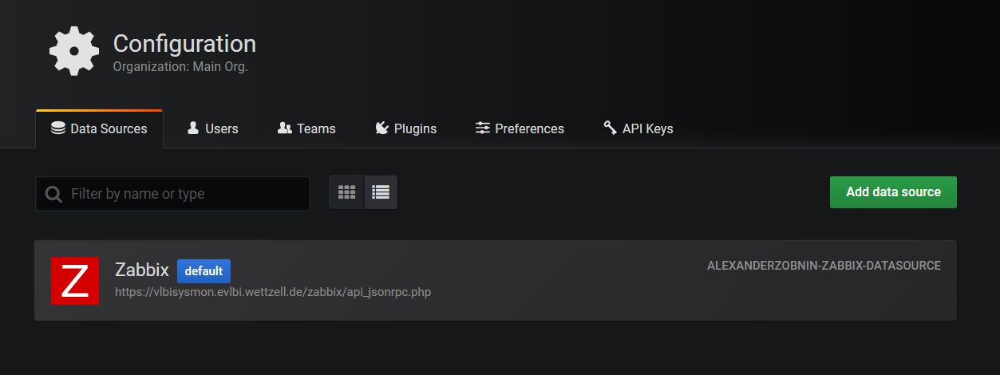 Configuration
Organization: Main Org.
Data Sources Users Teams Plugins Preferences API Keys
Filter by name or type Add data source
Z Zabbix default ALEXANDERZOBNIN-ZABBIX-DATASOURCE
https://vlbisysmon.evlbi.wettzell.de/zabbix/api_jsonrpc.php